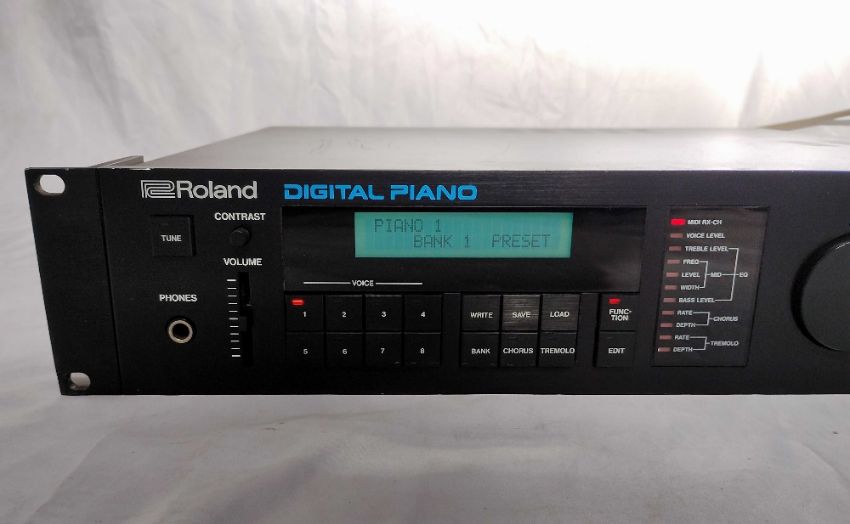 Roland DIGITAL PIANO
TUNE
CONTRAST
VOLUME
PHONES
PIANO 1
BANK 1 PRESET
VOICE
1 2 3 4
5 6 7 8
WRITE SAVE LOAD
BANK CHORUS TREMOLO
FUNC-
TION
EDIT
MIDI RX-CH
VOICE LEVEL
TREBLE LEVEL
FREQ
LEVEL MID EQ
WIDTH
BASS LEVEL
RATE
CHORUS
DEPTH
RATE
TREMOLO
DEPTH